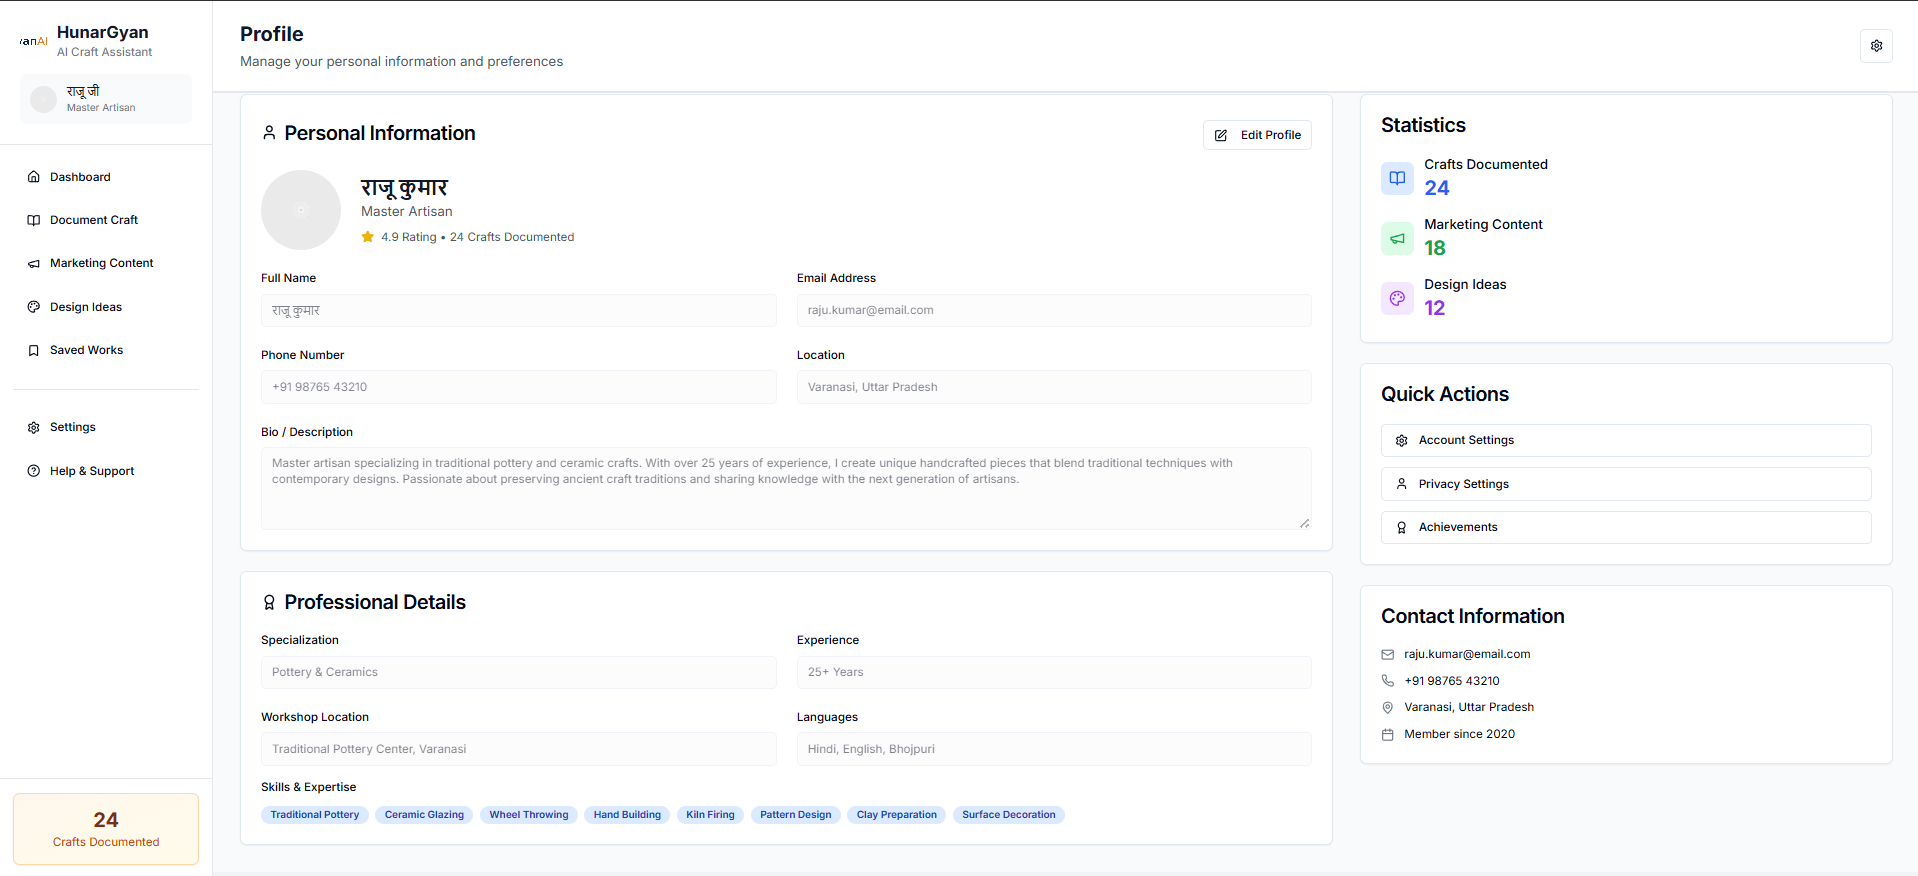 HunarGyan
AI Craft Assistant
राजू जी
Master Artisan
Dashboard
Document Craft
Marketing Content
Design Ideas
Saved Works
Settings
Help & Support
24
Crafts Documented
Profile
Manage your personal information and preferences
Personal Information
Edit Profile
राजू कुमार
Master Artisan
4.9 Rating • 24 Crafts Documented
Full Name
राजू कुमार
Email Address
raju.kumar@email.com
Phone Number
+91 98765 43210
Location
Varanasi, Uttar Pradesh
Bio / Description
Master artisan specializing in traditional pottery and ceramic crafts. With over 25 years of experience, I create unique handcrafted pieces that blend traditional techniques with
contemporary designs. Passionate about preserving ancient craft traditions and sharing knowledge with the next generation of artisans.
Professional Details
Specialization
Pottery & Ceramics
Experience
25+ Years
Workshop Location
Traditional Pottery Center, Varanasi
Languages
Hindi, English, Bhojpuri
Skills & Expertise
Traditional Pottery Ceramic Glazing Wheel Throwing Hand Building Kiln Firing Pattern Design Clay Preparation Surface Decoration
Statistics
Crafts Documented
24
Marketing Content
18
Design Ideas
12
Quick Actions
Account Settings
Privacy Settings
Achievements
Contact Information
raju.kumar@email.com
+91 98765 43210
Varanasi, Uttar Pradesh
Member since 2020